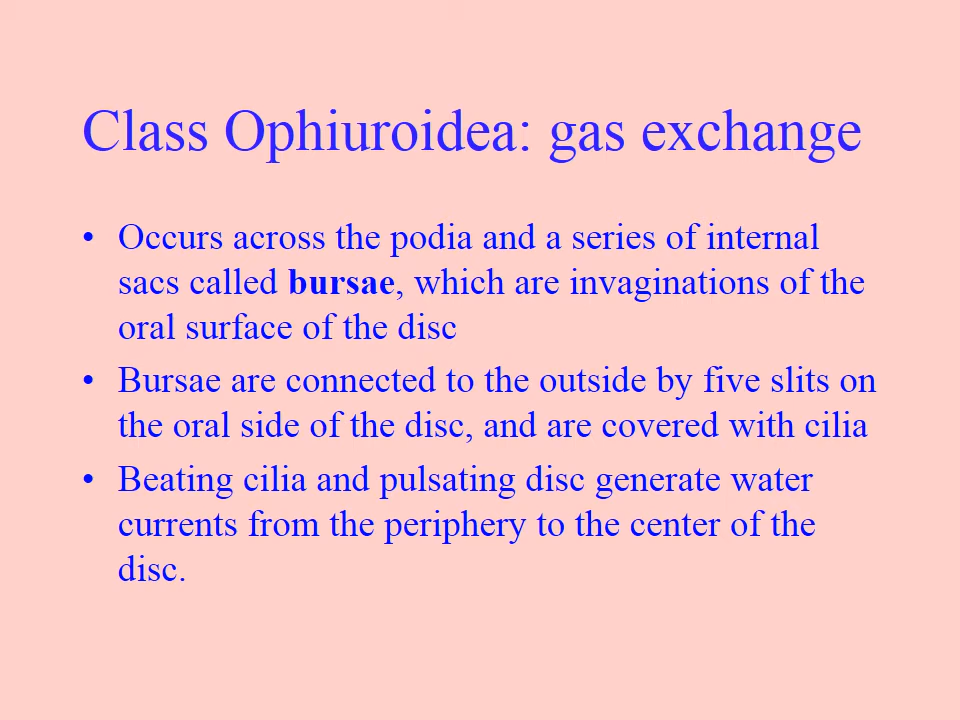 Class Ophiuroidea: gas exchange
• Occurs across the podia and a series of internal
sacs called bursae, which are invaginations of the
oral surface of the disc
• Bursae are connected to the outside by five slits on
the oral side of the disc, and are covered with cilia
• Beating cilia and pulsating disc generate water
currents from the periphery to the center of the
disc.